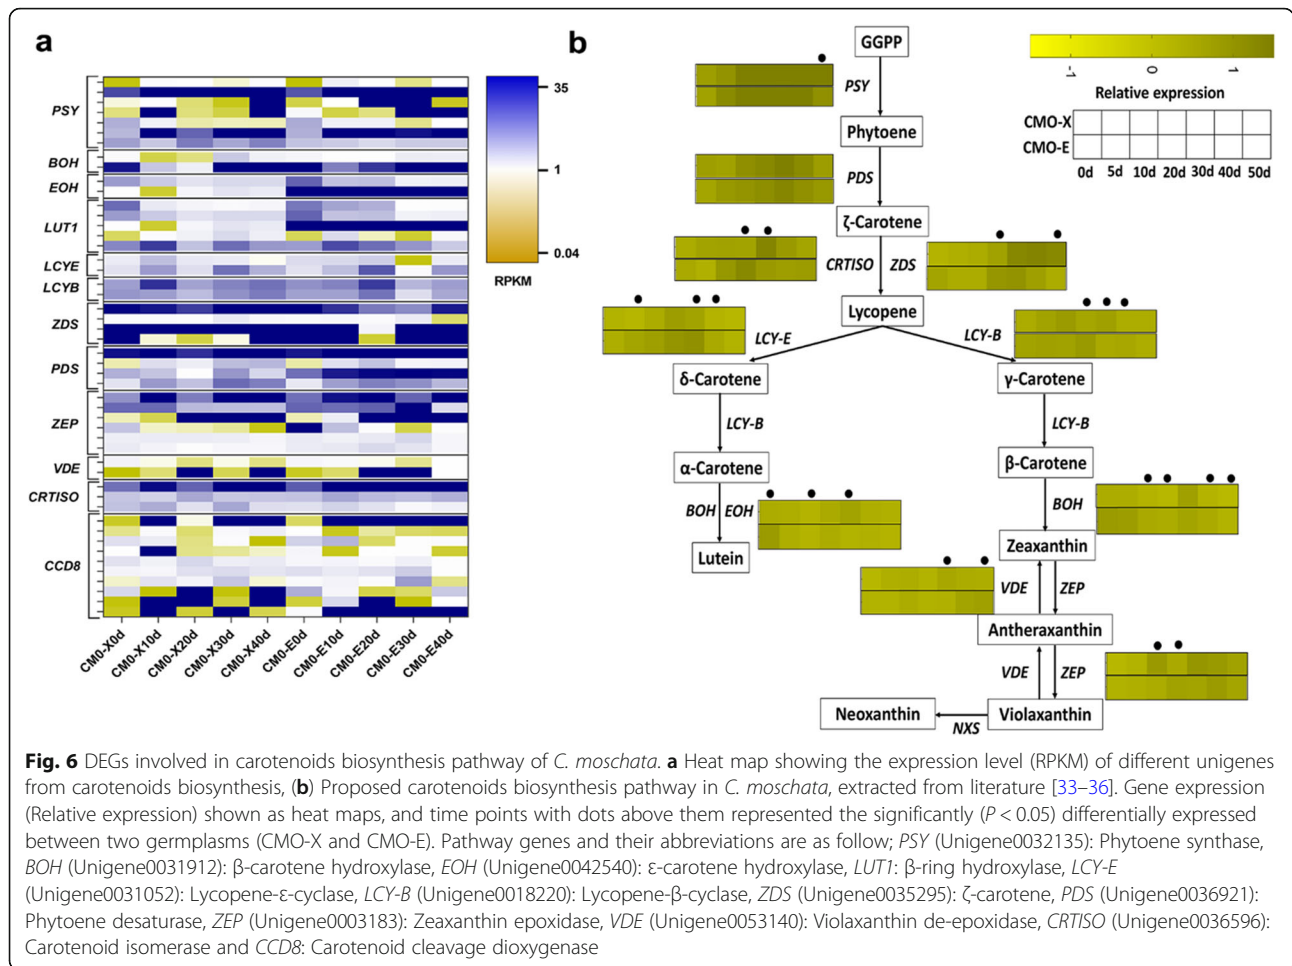 a
PSY
BOH
EOH
LUT1
LCYE
LCYB
ZDS
PDS
ZEP
VDE
CRTISO
CCD8
CM0-X0d
CM0-X10d
CM0-X20d
CM0-X30d
CM0-X40d
CM0-E0d
CM0-E10d
CM0-E20d
CM0-E30d
CM0-E40d
35
1
0.04
RPKM
b
GGPP
PSY
Phytoene
PDS
ζ-Carotene
CRTISO ZDS
Lycopene
LCY-E LCY-B
δ-Carotene γ-Carotene
LCY-B LCY-B
α-Carotene β-Carotene
BOH EOH BOH
Lutein Zeaxanthin
VDE ZEP
Antheraxanthin
VDE ZEP
Neoxanthin Violaxanthin
NXS
-1 0 1
Relative expression
CMO-X
CMO-E
0d 5d 10d 20d 30d 40d 50d
Fig. 6 DEGs involved in carotenoids biosynthesis pathway of C. moschata. a Heat map showing the expression level (RPKM) of different unigenes
from carotenoids biosynthesis, (b) Proposed carotenoids biosynthesis pathway in C. moschata, extracted from literature [33–36]. Gene expression
(Relative expression) shown as heat maps, and time points with dots above them represented the significantly (P < 0.05) differentially expressed
between two germplasms (CMO-X and CMO-E). Pathway genes and their abbreviations are as follow; PSY (Unigene0032135): Phytoene synthase,
BOH (Unigene0031912): β-carotene hydroxylase, EOH (Unigene0042540): ε-carotene hydroxylase, LUT1: β-ring hydroxylase, LCY-E
(Unigene0031052): Lycopene-ε-cyclase, LCY-B (Unigene0018220): Lycopene-β-cyclase, ZDS (Unigene0035295): ζ-carotene, PDS (Unigene0036921):
Phytoene desaturase, ZEP (Unigene0003183): Zeaxanthin epoxidase, VDE (Unigene0053140): Violaxanthin de-epoxidase, CRTISO (Unigene0036596):
Carotenoid isomerase and CCD8: Carotenoid cleavage dioxygenase